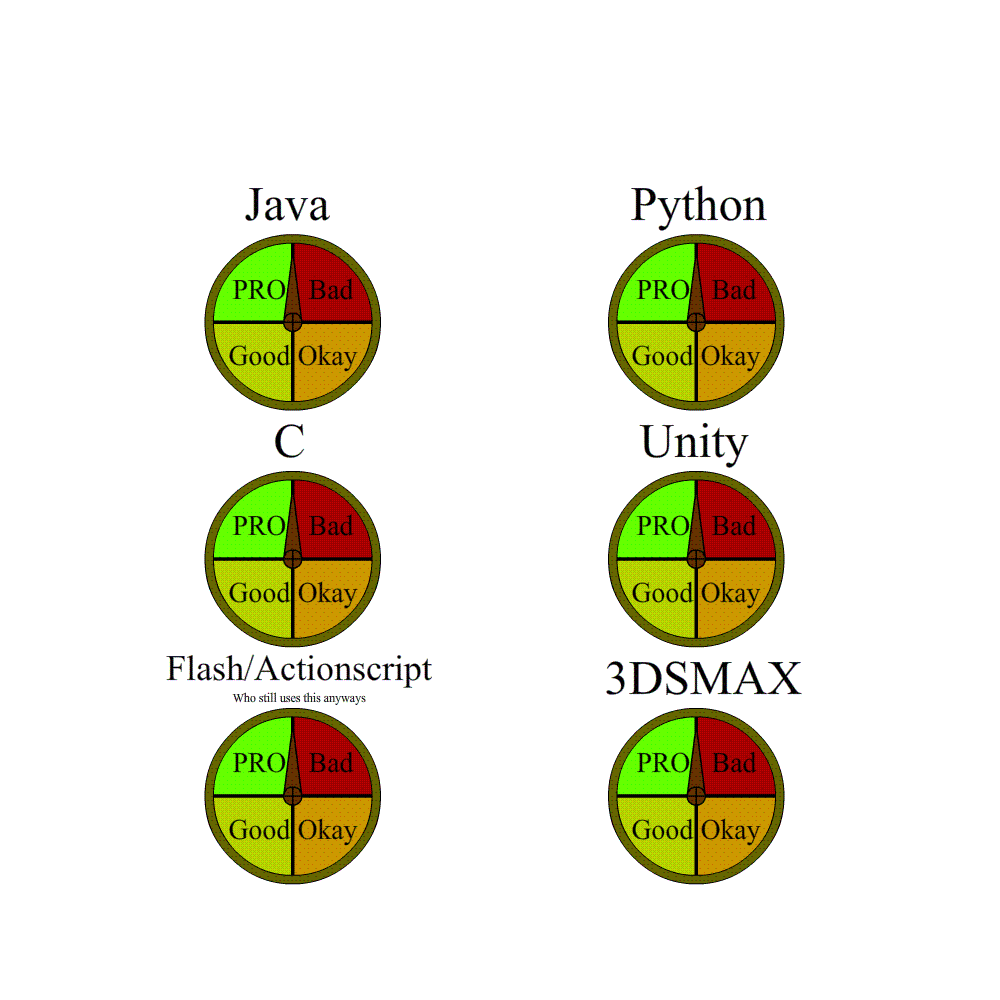 Java
Python
PRO Bad
Good Okay
PRO Bad
Good Okay
C
Unity
PRO Bad
Good Okay
PRO Bad
Good Okay
Flash/Actionscript
Who still uses this anyways
3DSMAX
PRO Bad
Good Okay
PRO Bad
Good Okay